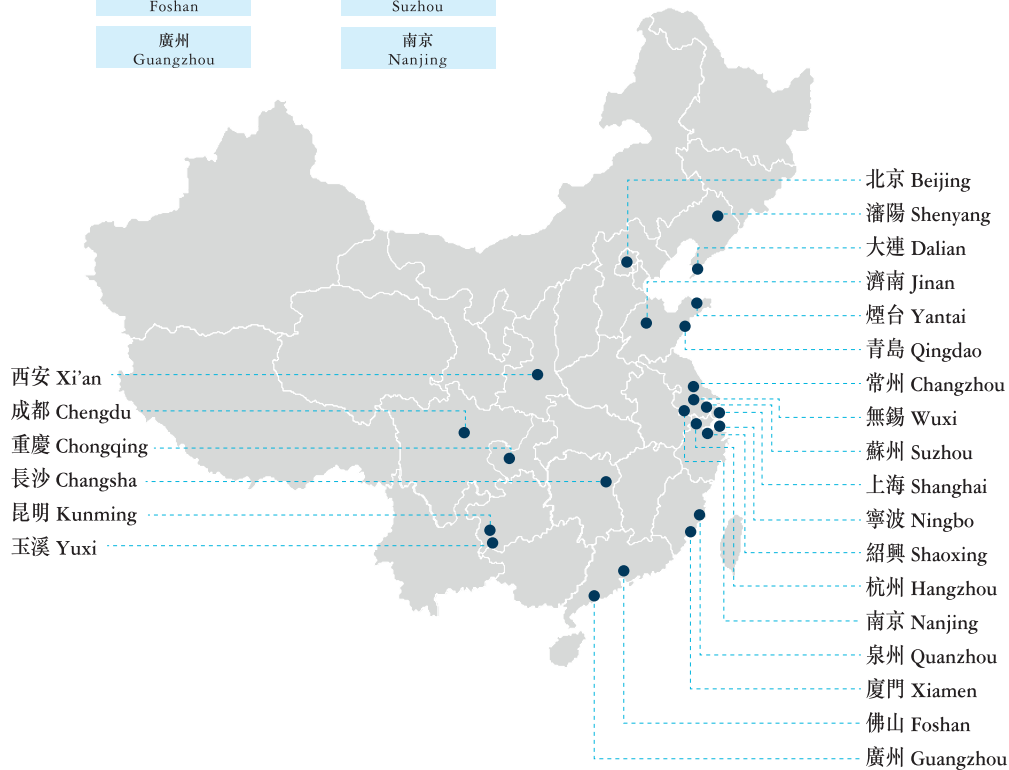 Foshan
Suzhou
廣州
Guangzhou
南京
Nanjing
北京 Beijing
瀋陽 Shenyang
大連 Dalian
濟南 Jinan
煙台 Yantai
青島 Qingdao
常州 Changzhou
無錫 Wuxi
蘇州 Suzhou
上海 Shanghai
寧波 Ningbo
紹興 Shaoxing
杭州 Hangzhou
南京 Nanjing
泉州 Quanzhou
廈門 Xiamen
佛山 Foshan
廣州 Guangzhou
西安 Xi’an
成都 Chengdu
重慶 Chongqing
長沙 Changsha
昆明 Kunming
玉溪 Yuxi